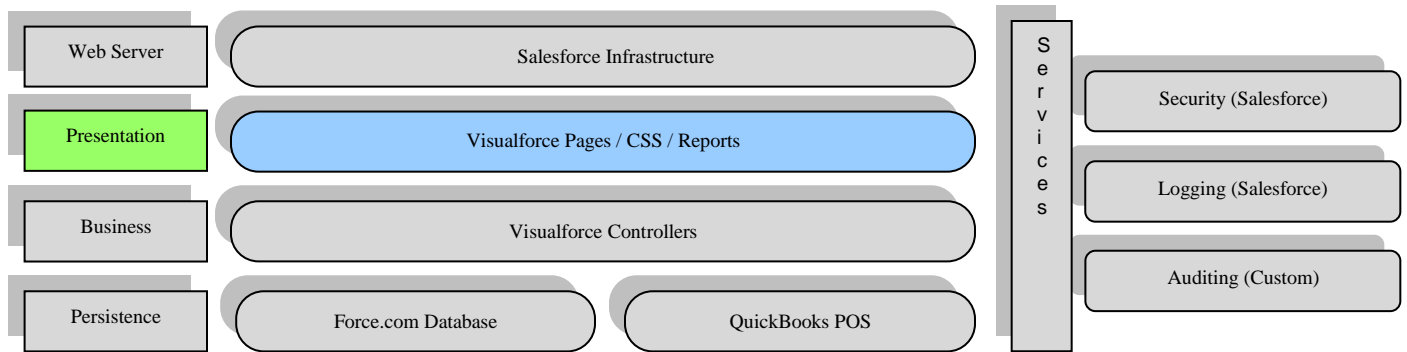 Web Server
Salesforce Infrastructure
Presentation
Visualforce Pages / CSS / Reports
Business
Visualforce Controllers
Persistence
Force.com Database
QuickBooks POS
Services
Security (Salesforce)
Logging (Salesforce)
Auditing (Custom)